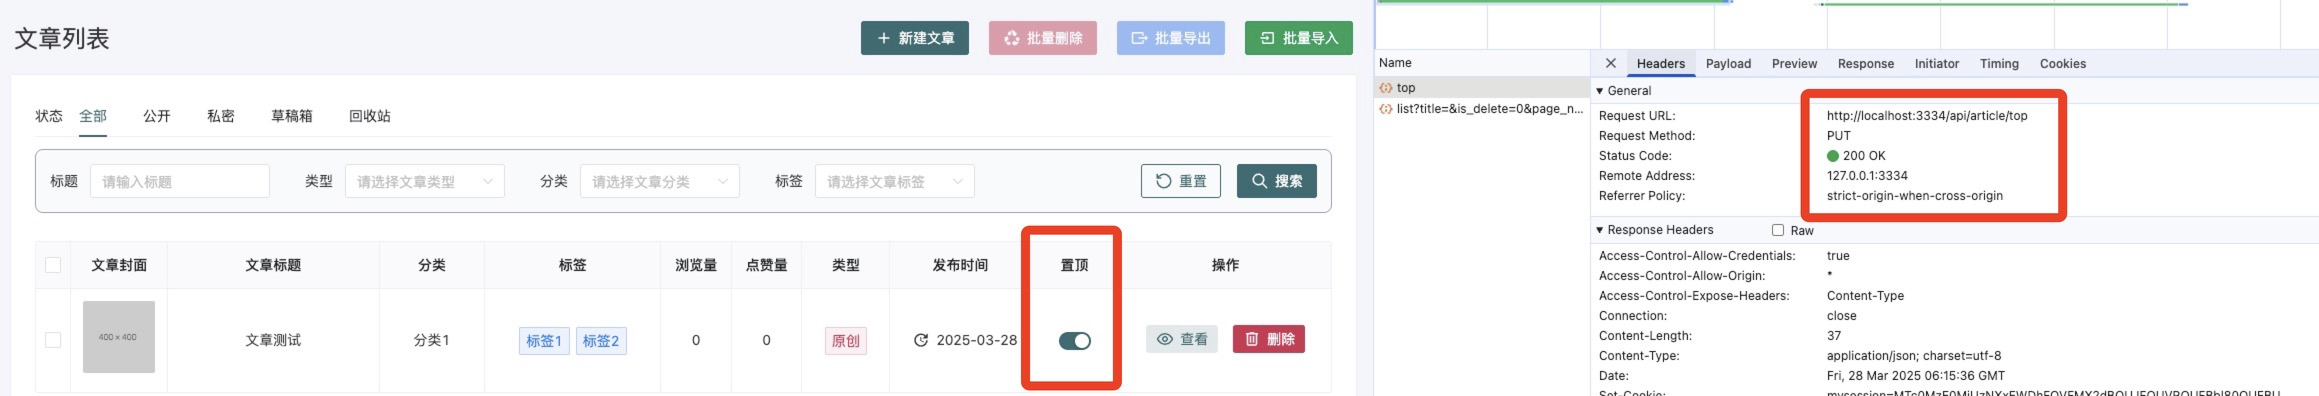 文章列表
新建文章 批量删除 批量导出 批量导入
状态 全部 公开 私密 草稿箱 回收站
标题 请输入标题 类型 请选择文章类型 分类 请选择文章分类 标签 请选择文章标签 重置 搜索
文章封面 文章标题 分类 标签 浏览量 点赞量 类型 发布时间 置顶 操作
400 × 400 文章测试 分类1 标签1 标签2 0 0 原创 2025-03-28 查看 删除
Name
top
list?title=&is_delete=0&page_n...
Headers Payload Preview Response Initiator Timing Cookies
General
Request URL: http://localhost:3334/api/article/top
Request Method: PUT
Status Code: 200 OK
Remote Address: 127.0.0.1:3334
Referrer Policy: strict-origin-when-cross-origin
Response Headers Raw
Access-Control-Allow-Credentials: true
Access-Control-Allow-Origin: *
Access-Control-Expose-Headers: Content-Type
Connection: close
Content-Length: 37
Content-Type: application/json; charset=utf-8
Date: Fri, 28 Mar 2025 06:15:36 GMT
Set-Cookie: